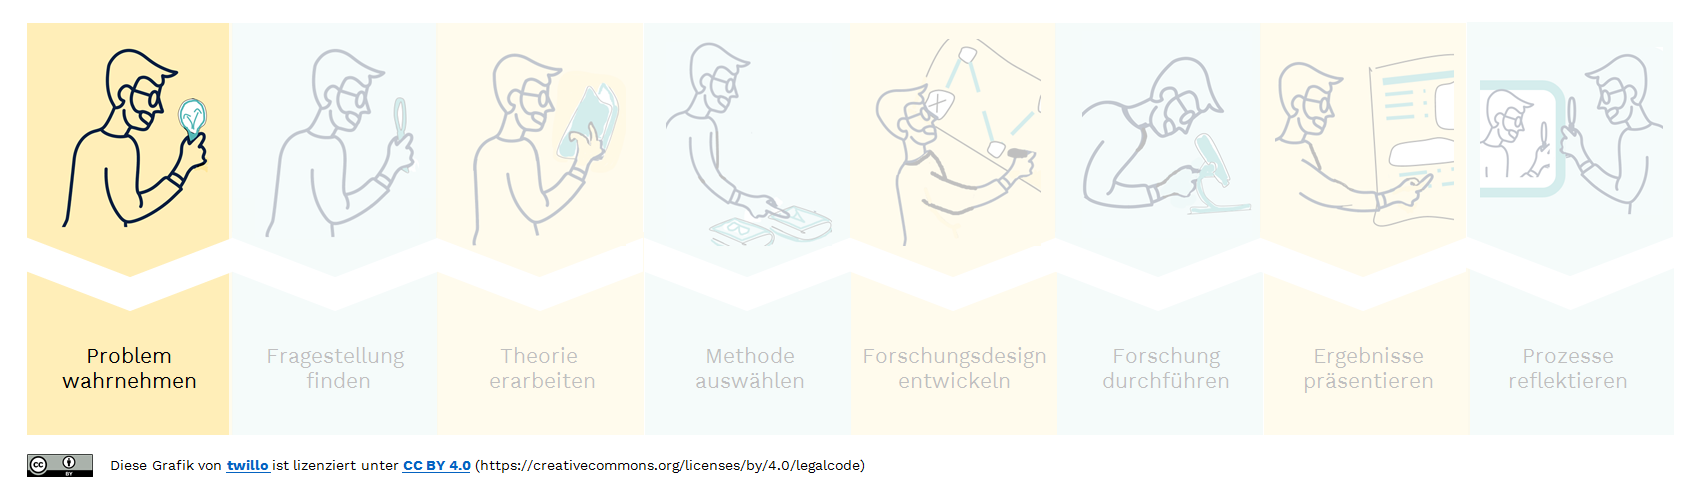 Problem
wahrnehmen
Fragestellung
finden
Theorie
erarbeiten
Methode
auswählen
Forschungsdesign
entwickeln
Forschung
durchführen
Ergebnisse
präsentieren
Prozesse
reflektieren
cc BY
Diese Grafik von twillo ist lizenziert unter CC BY 4.0 (https://creativecommons.org/licenses/by/4.0/legalcode)